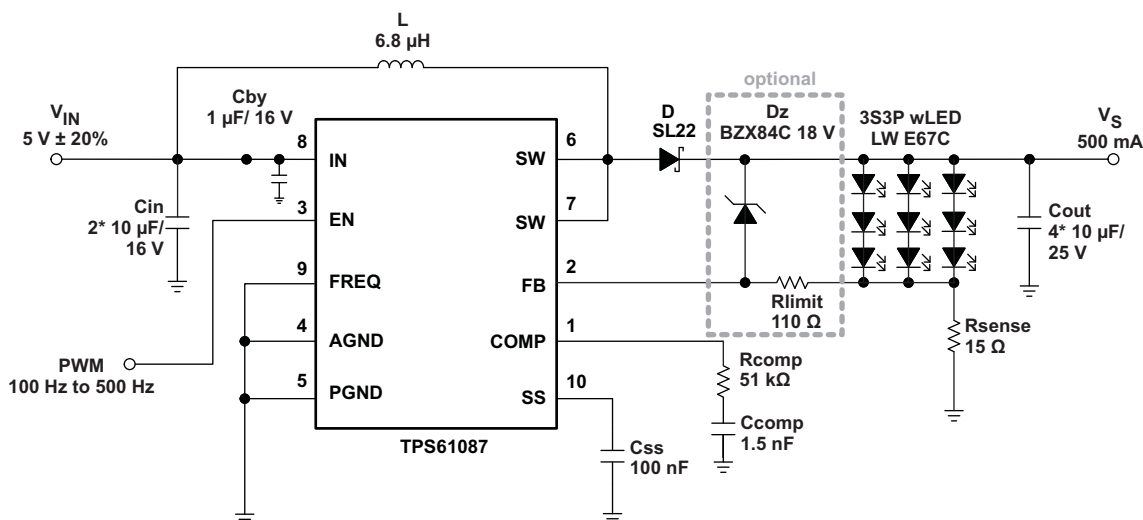 L
6.8 µH
optional
Cby
1 µF/ 16 V
VIN
5 V ± 20%
D
SL22
Dz
BZX84C 18 V
3S3P wLED
LW E67C
VS
500 mA
8
IN
6
SW
Cin
2* 10 µF/
16 V
3
EN
7
SW
Cout
4* 10 µF/
25 V
9
FREQ
2
FB
Rlimit
110 Ω
4
AGND
1
COMP
Rsense
15 Ω
PWM
100 Hz to 500 Hz
5
PGND
10
SS
Rcomp
51 kΩ
Ccomp
1.5 nF
TPS61087
Css
100 nF